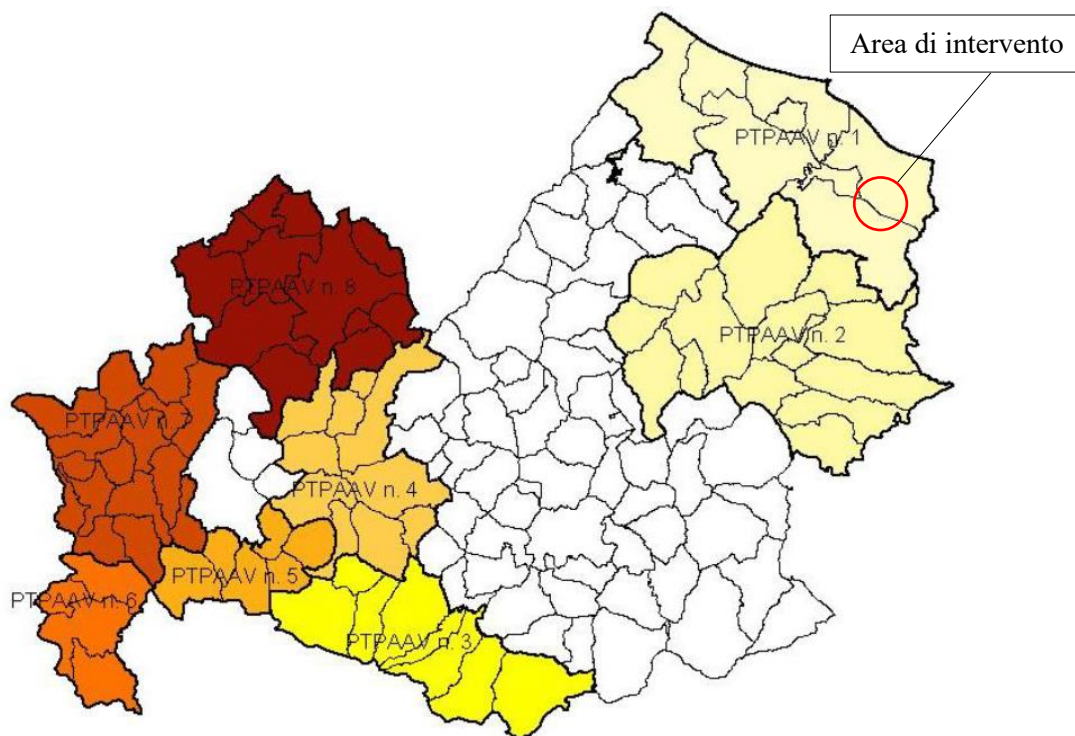 Area di intervento
PTPAAV n. 1
PTPAAV n. 8
PTPAAV n. 2
PTPAAV n. 7
PTPAAV n. 4
PTPAAV n. 5
PTPAAV n. 6
PTPAAV n. 3